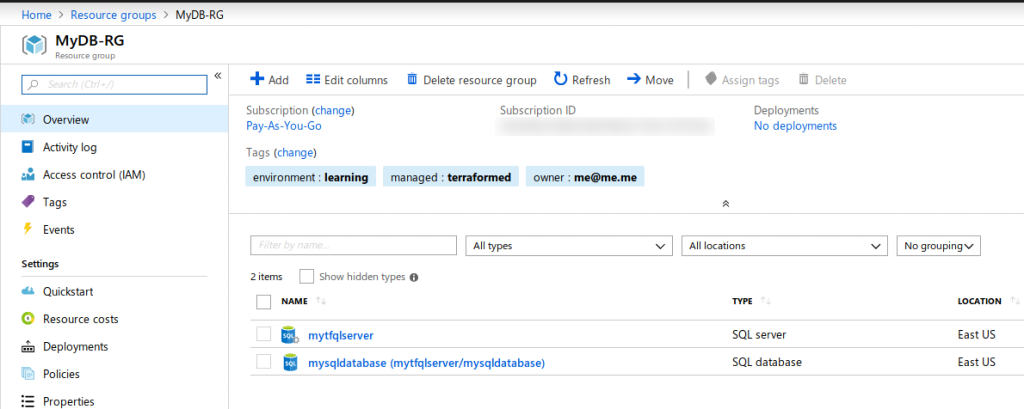 Home > Resource groups > MyDB-RG
MyDB-RG
Resource group
Search (Ctrl+/)
«
Overview
Activity log
Access control (IAM)
Tags
Events
Settings
Quickstart
Resource costs
Deployments
Policies
Properties
Add Edit columns Delete resource group Refresh Move Assign tags Delete
Subscription (change) Subscription ID Deployments
Pay-As-You-Go No deployments
Tags (change)
environment : learning managed : terraformed owner : me@me.me
Filter by name... All types All locations No grouping
2 items Show hidden types
NAME TYPE LOCATION
mytfqlserver SQL server East US
mysqldatabase (mytfqlserver/mysqldatabase) SQL database East US